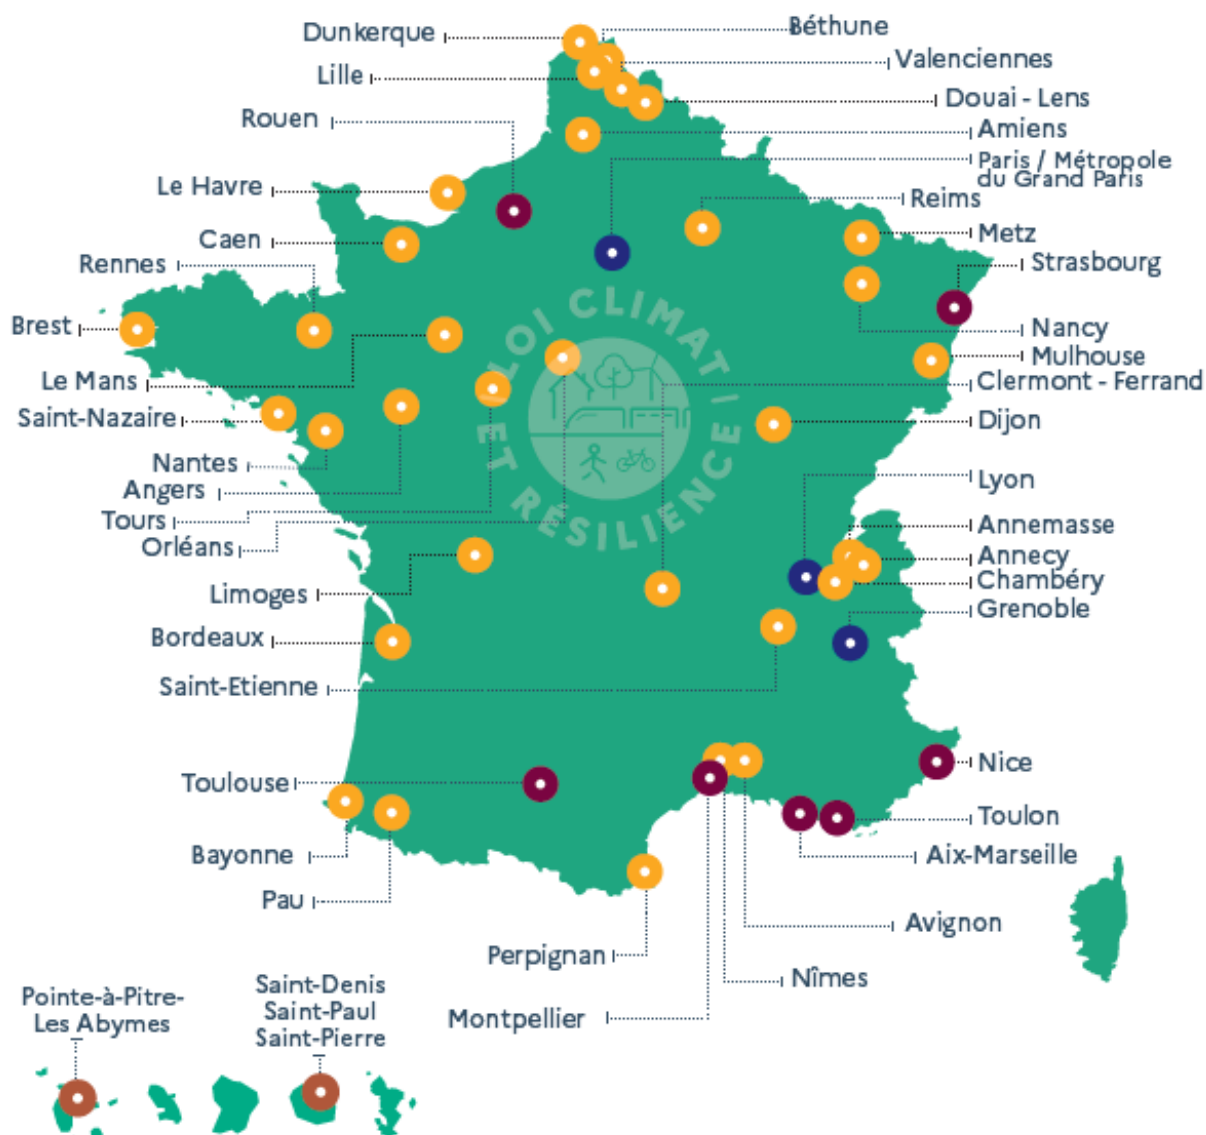 Béthune
Dunkerque
Valenciennes
Lille
Douai - Lens
Rouen
Amiens
Paris / Métropole
du Grand Paris
Le Havre
Reims
Caen
Metz
Rennes
Strasbourg
Brest
Nancy
Mulhouse
Le Mans
Clermont - Ferrand
Saint-Nazaire
Dijon
LOI CLIMAT
ET RÉSILIENCE
Nantes
Lyon
Angers
Tours
Annemasse
Orléans
Annecy
Chambéry
Limoges
Grenoble
Bordeaux
Saint-Etienne
Nice
Toulouse
Toulon
Bayonne
Aix-Marseille
Pau
Avignon
Perpignan
Nîmes
Montpellier
Pointe-à-Pitre-
Les Abymes
Saint-Denis
Saint-Paul
Saint-Pierre